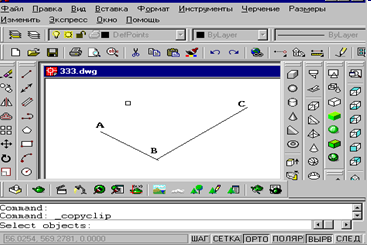 Файл Правка Вид Вставка Формат Инструменты Черчение Размеры
Изменить Экспресс Окно Помощь
DefPoints ByLayer ByLayer
333.dwg
C
A
B
Command:
Command: _copyclip
Select objects:
56.0254, 569.2781, 0.0000 ШАГ СЕТКА ОРТО ПОЛЯР ВЫРВ СЛЕД